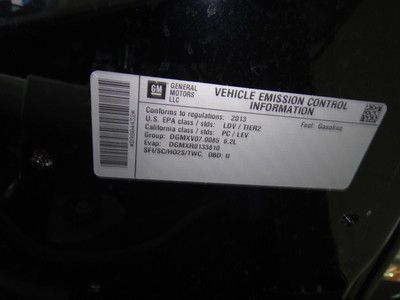 GM
GENERAL MOTORS LLC
VEHICLE EMISSION CONTROL INFORMATION
Conforms to regulations: 2013
U.S. EPA class / stds: LDV / TIER2 Fuel: Gasoline
California class / stds: PC / LEV
Group: DGMXV07.0085 6.2L
Evap: DGMXR0133810
SFI/SC/HO2S/TWC, OBD: II